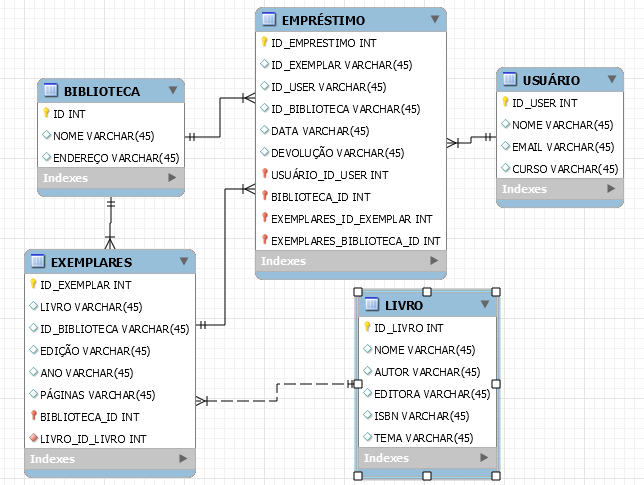 EMPRÉSTIMO
ID_EMPRESTIMO INT
ID_EXEMPLAR VARCHAR(45)
ID_USER VARCHAR(45)
ID_BIBLIOTECA VARCHAR(45)
DATA VARCHAR(45)
DEVOLUÇÃO VARCHAR(45)
USUÁRIO_ID_USER INT
BIBLIOTECA_ID INT
EXEMPLARES_ID_EXEMPLAR INT
EXEMPLARES_BIBLIOTECA_ID INT
Indexes
BIBLIOTECA
ID INT
NOME VARCHAR(45)
ENDEREÇO VARCHAR(45)
Indexes
USUÁRIO
ID_USER INT
NOME VARCHAR(45)
EMAIL VARCHAR(45)
CURSO VARCHAR(45)
Indexes
EXEMPLARES
ID_EXEMPLAR INT
LIVRO VARCHAR(45)
ID_BIBLIOTECA VARCHAR(45)
EDIÇÃO VARCHAR(45)
ANO VARCHAR(45)
PÁGINAS VARCHAR(45)
BIBLIOTECA_ID INT
LIVRO_ID_LIVRO INT
Indexes
LIVRO
ID_LIVRO INT
NOME VARCHAR(45)
AUTOR VARCHAR(45)
EDITORA VARCHAR(45)
ISBN VARCHAR(45)
TEMA VARCHAR(45)
Indexes